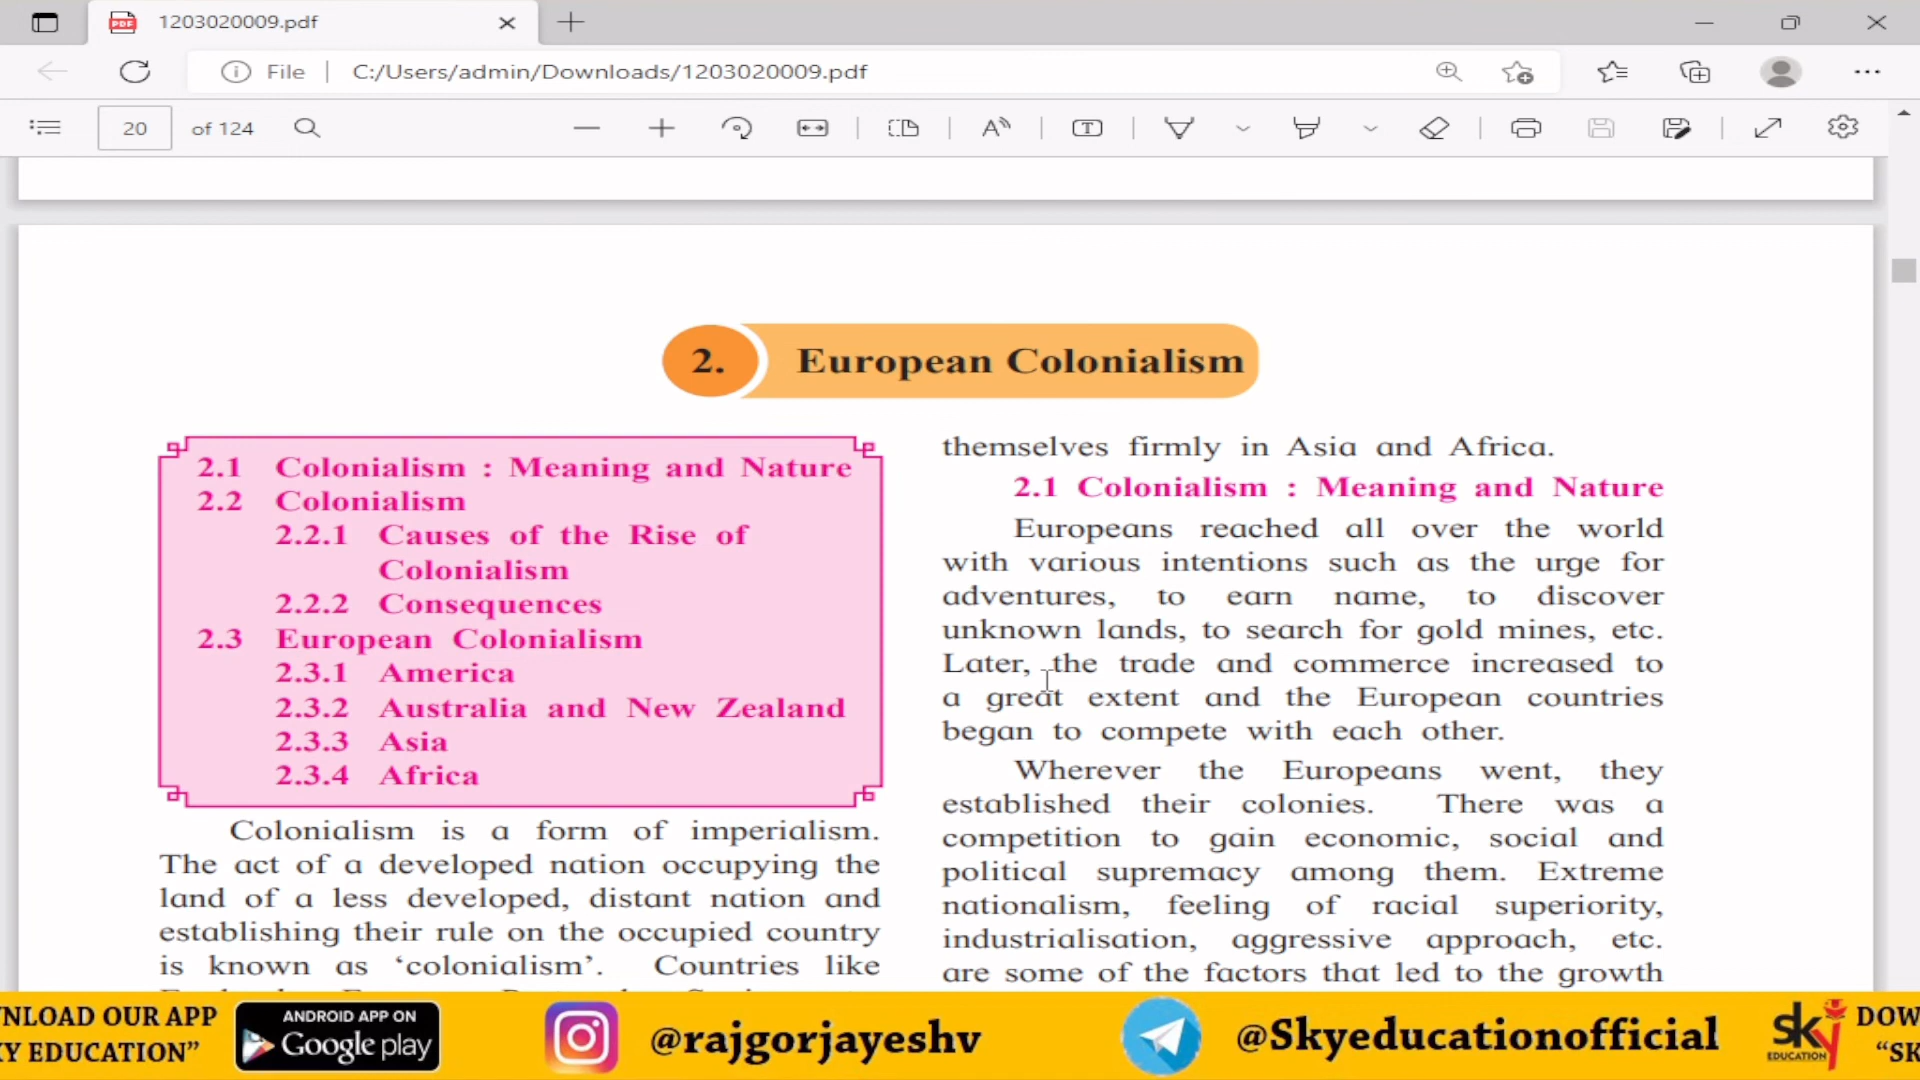 1203020009.pdf
File
C:/Users/admin/Downloads/1203020009.pdf
20 of 124
2. European Colonialism
2.1 Colonialism : Meaning and Nature
2.2 Colonialism
2.2.1 Causes of the Rise of
Colonialism
2.2.2 Consequences
2.3 European Colonialism
2.3.1 America
2.3.2 Australia and New Zealand
2.3.3 Asia
2.3.4 Africa
Colonialism is a form of imperialism.
The act of a developed nation occupying the
land of a less developed, distant nation and
establishing their rule on the occupied country
is known as ‘colonialism’. Countries like
themselves firmly in Asia and Africa.
2.1 Colonialism : Meaning and Nature
Europeans reached all over the world
with various intentions such as the urge for
adventures, to earn name, to discover
unknown lands, to search for gold mines, etc.
Later, the trade and commerce increased to
a great extent and the European countries
began to compete with each other.
Wherever the Europeans went, they
established their colonies. There was a
competition to gain economic, social and
political supremacy among them. Extreme
nationalism, feeling of racial superiority,
industrialisation, aggressive approach, etc.
are some of the factors that led to the growth
NLOAD OUR APP
KY EDUCATION”
ANDROID APP ON
Google play
@rajgorjayeshv
@Skyeducationofficial
sky
EDUCATION
DOW
“SK